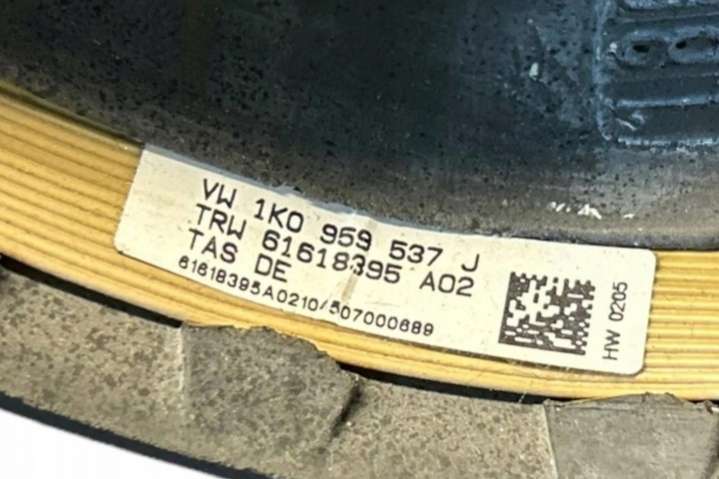 VW 1K0 959 537 J
TRW 61618395 A02
TAS DE
61618395A0210/507000689
HW 0205